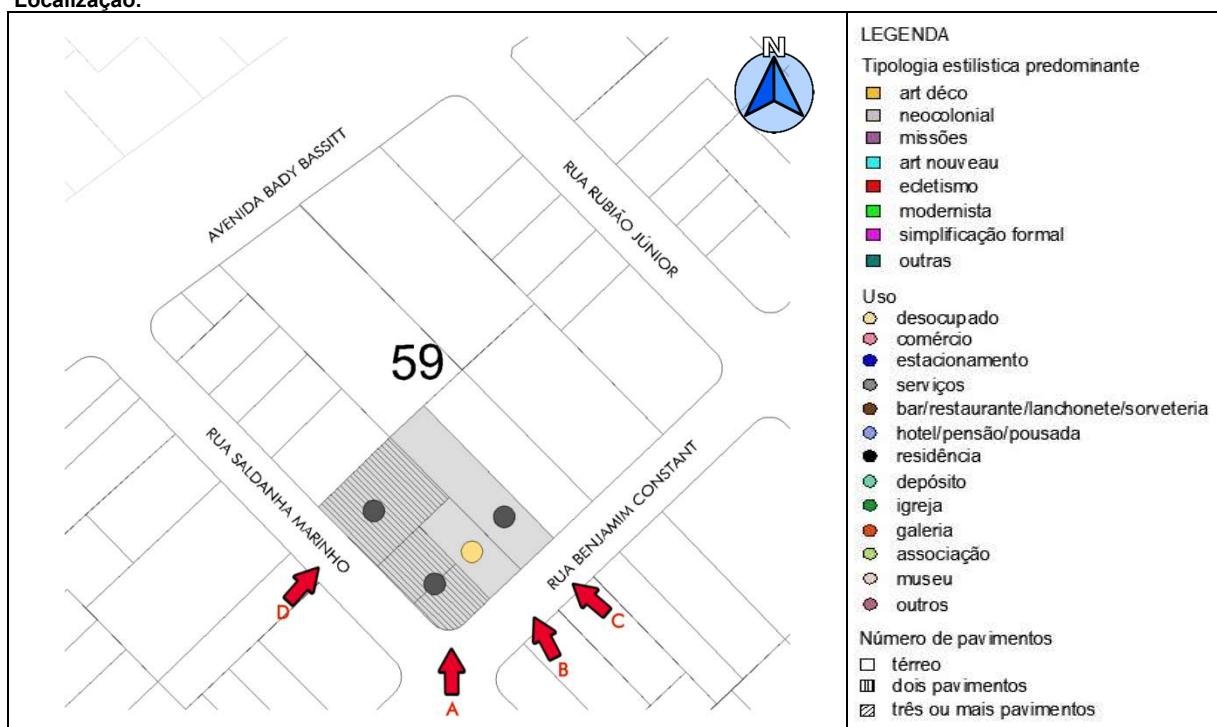 Localização:
N
AVENIDA BADY BASSITT
RUA RUBIÃO JÚNIOR
59
RUA SALDANHA MARINHO
RUA BENJAMIM CONSTANT
D
C
B
A
LEGENDA
Tipologia estilística predominante
art déco
neocolonial
missões
art nouveau
ecletismo
modernista
simplificação formal
outras
Uso
desocupado
comércio
estacionamento
serviços
bar/restaurante/lanchonete/sorveteria
hotel/pensão/pousada
residência
depósito
igreja
galeria
associação
museu
outros
Número de pavimentos
térreo
dois pavimentos
três ou mais pavimentos